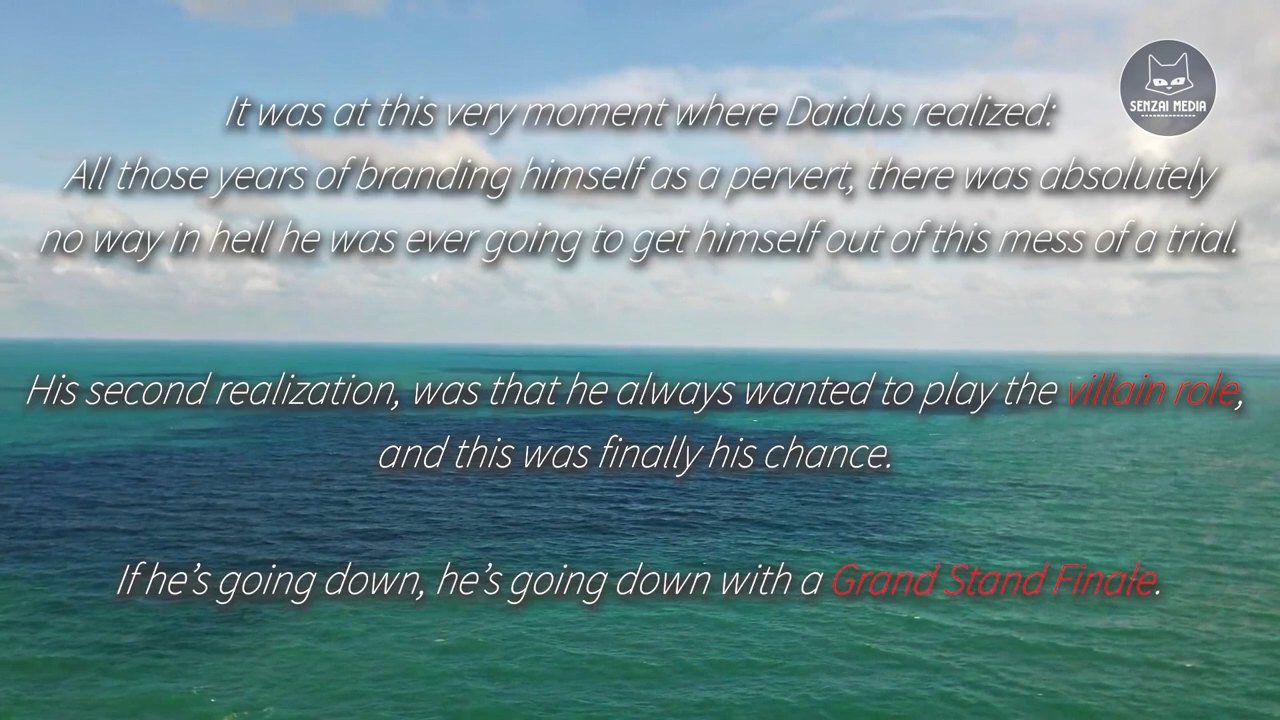 It was at this very moment where Daidus realized:
All those years of branding himself as a pervert, there was absolutely
no way in hell he was ever going to get himself out of this mess of a trial.
SENZAI MEDIA
His second realization, was that he always wanted to play the villain role,
and this was finally his chance.
If he’s going down, he’s going down with a Grand Stand Finale.